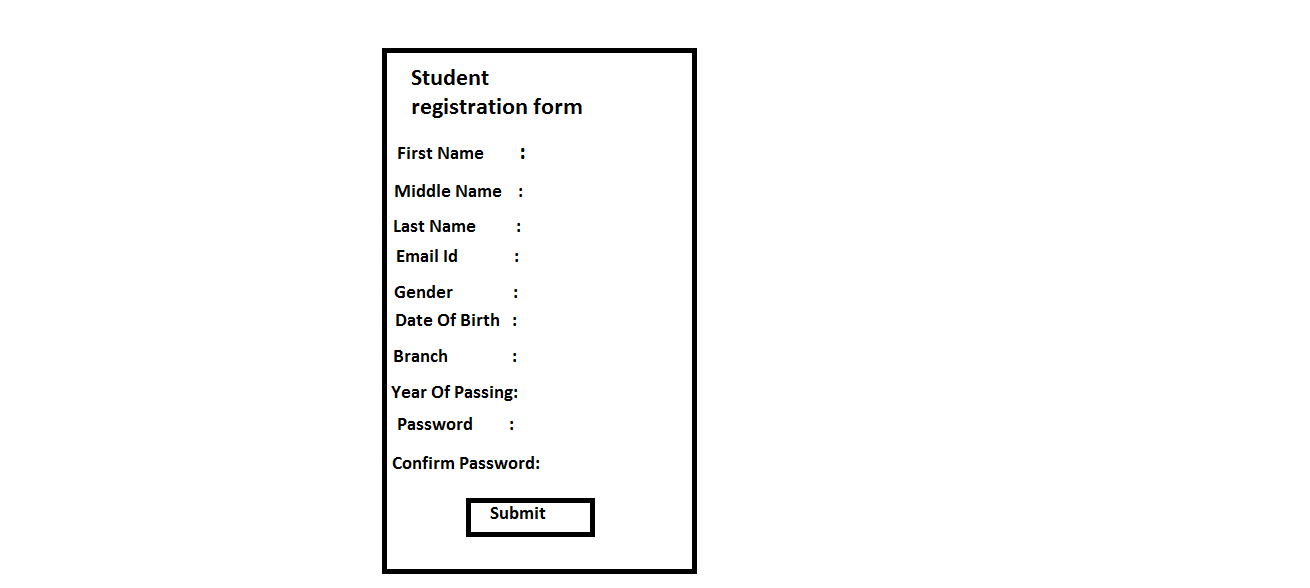 Student
registration form
First Name :
Middle Name :
Last Name :
Email Id :
Gender :
Date Of Birth :
Branch :
Year Of Passing:
Password :
Confirm Password:
Submit